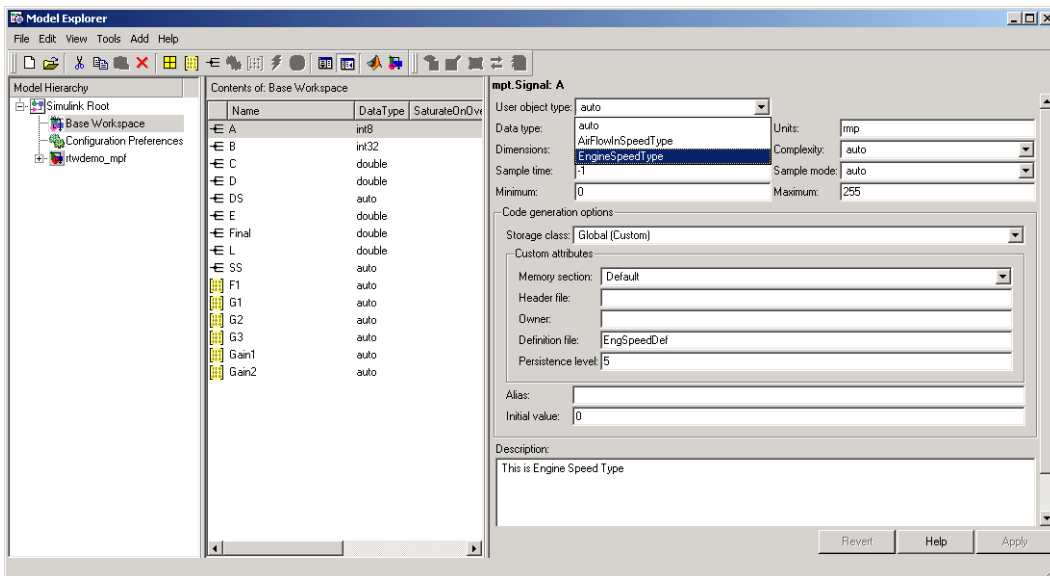 Model Explorer
File Edit View Tools Add Help
Model Hierarchy
Simulink Root
Base Workspace
Configuration Preferences
rtwdemo_mpf
Contents of: Base Workspace
Name DataType SaturateOnOve
A int8
B int32
C double
D double
DS auto
E double
Final double
L double
SS auto
F1 auto
G1 auto
G2 auto
G3 auto
Gain1 auto
Gain2 auto
mpt.Signal: A
User object type: auto
auto
AirFlowInSpeedType
EngineSpeedType
Data type: Units: rmp
Dimensions: Complexity: auto
Sample time: -1 Sample mode: auto
Minimum: 0 Maximum: 255
Code generation options
Storage class: Global (Custom)
Custom attributes
Memory section: Default
Header file:
Owner:
Definition file: EngSpeedDef
Persistence level: 5
Alias:
Initial value: 0
Description:
This is Engine Speed Type
Revert Help Apply